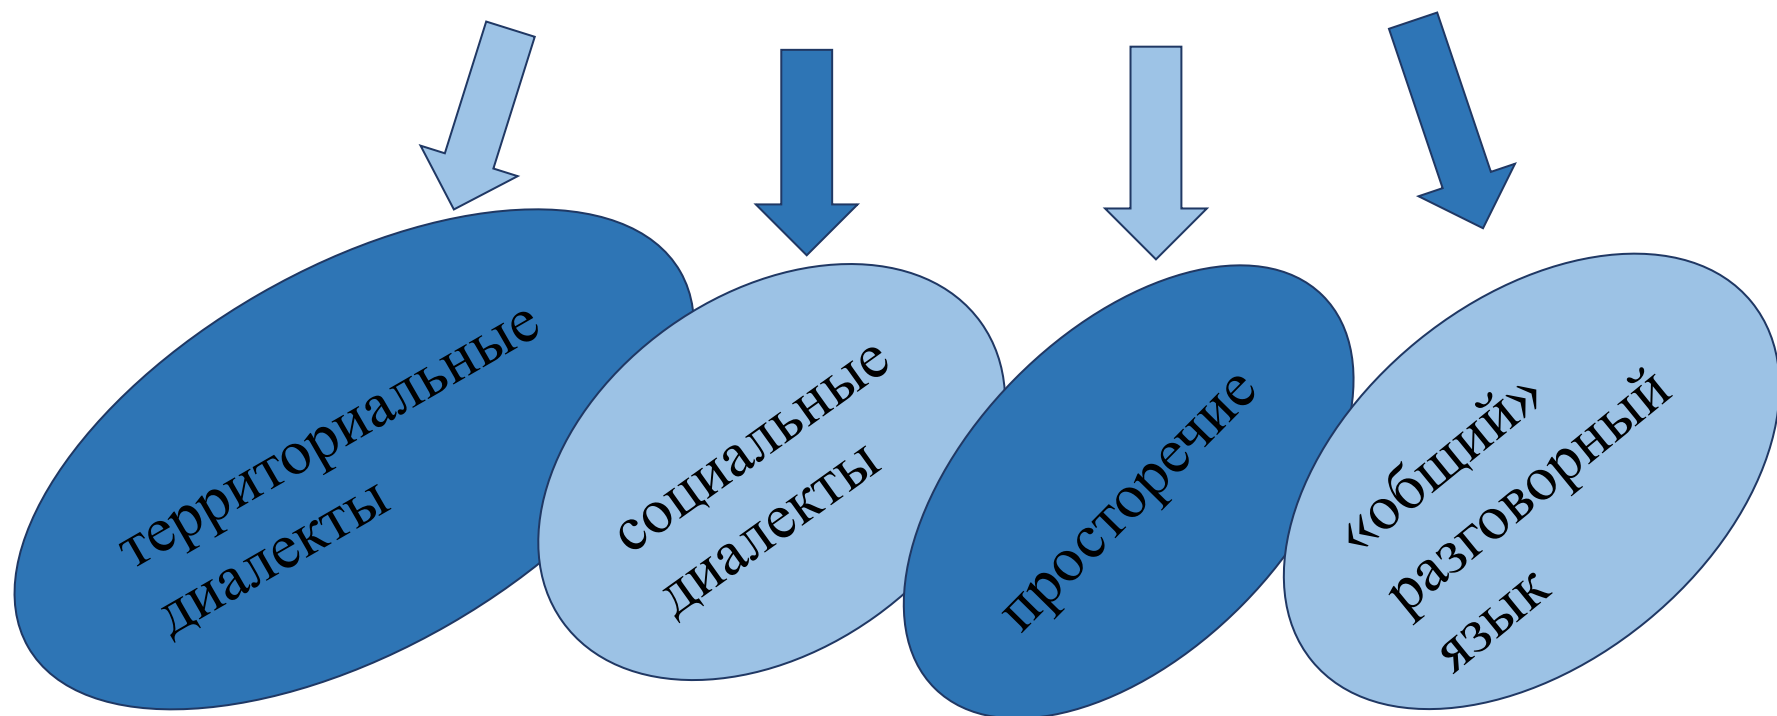 территориальные
диалекты
социальные
диалекты
просторечие
«общий»
разговорный
язык